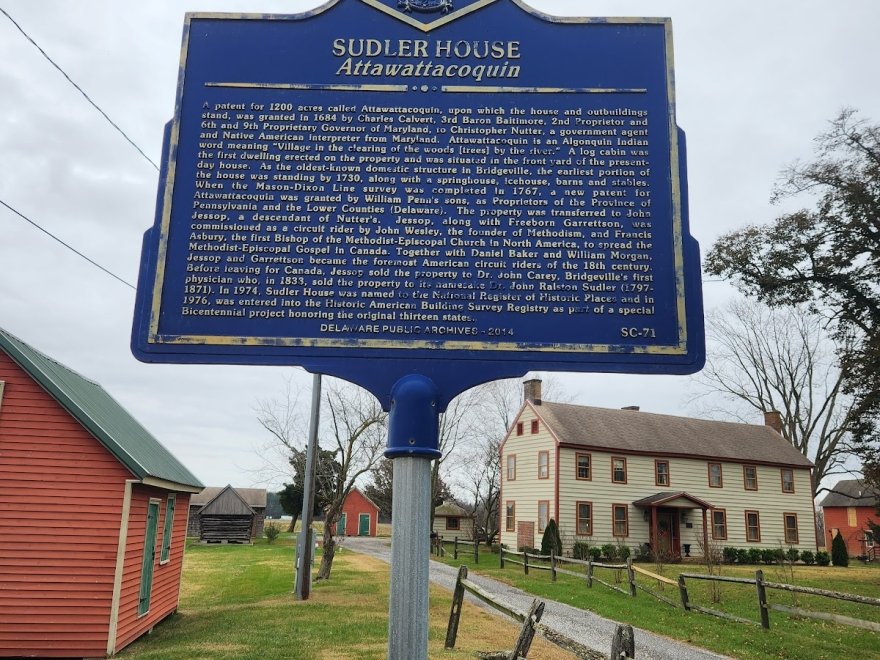 SUDLER HOUSE
Attawattacoquin
A patent for 1200 acres called Attawattacoquin, upon which the house and outbuildings
stand, was granted in 1684 by Charles Calvert, 3rd Baron Baltimore, 2nd Proprietor and
6th and 9th Proprietary Governor of Maryland, to Christopher Nutter, a government agent
and Native American interpreter from Maryland. Attawattacoquin is an Algonquin Indian
word meaning "Village in the clearing of the woods [trees] by the river." A log cabin was
the first dwelling erected on the property and was situated in the front yard of the present-
day house. As the oldest-known domestic structure in Bridgeville, the earliest portion of
the house was standing by 1730, along with a springhouse, icehouse, barns and stables.
When the Mason-Dixon Line survey was completed in 1767, a new patent for
Attawattacoquin was granted by William Penn's sons, as Proprietors of the Province of
Pennsylvania and the Lower Counties (Delaware). The property was transferred to John
Jessop, a descendant of Nutter's. Jessop, along with Freeborn Garrettson, was
commissioned as a circuit rider by John Wesley, the founder of Methodism, and Francis
Asbury, the first Bishop of the Methodist-Episcopal Church in North America, to spread the
Methodist-Episcopal Gospel in Canada. Together with Daniel Baker and William Morgan,
Jessop and Garrettson became the foremost American circuit riders of the 18th century.
Before leaving for Canada, Jessop sold the property to Dr. John Carey, Bridgeville's first
physician who, in 1833, sold the property to its namesake Dr. John Ralston Sudler (1797-
1871). In 1974, Sudler House was named to the National Register of Historic Places and in
1976, was entered into the Historic American Building Survey Registry as part of a special
Bicentennial project honoring the original thirteen states.
DELAWARE PUBLIC ARCHIVES - 2014
SC-71